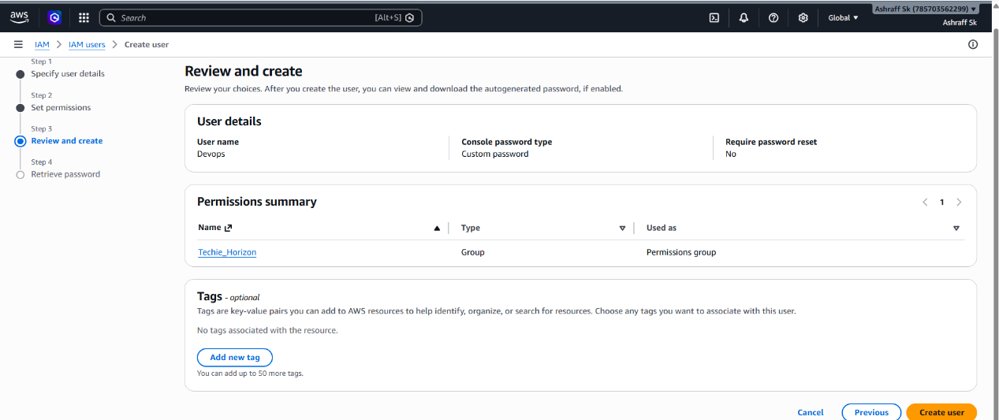 aws
Search [Alt+S]
Global
Ashraff Sk (785703562299)
Ashraff Sk
IAM IAM users Create user
Step 1
Specify user details
Step 2
Set permissions
Step 3
Review and create
Step 4
Retrieve password
Review and create
Review your choices. After you create the user, you can view and download the autogenerated password, if enabled.
User details
User name Console password type Require password reset
Devops Custom password No
Permissions summary 1
Name Type Used as
Techie_Horizon Group Permissions group
Tags - optional
Tags are key-value pairs you can add to AWS resources to help identify, organize, or search for resources. Choose any tags you want to associate with this user.
No tags associated with the resource.
Add new tag
You can add up to 50 more tags.
Cancel Previous Create user